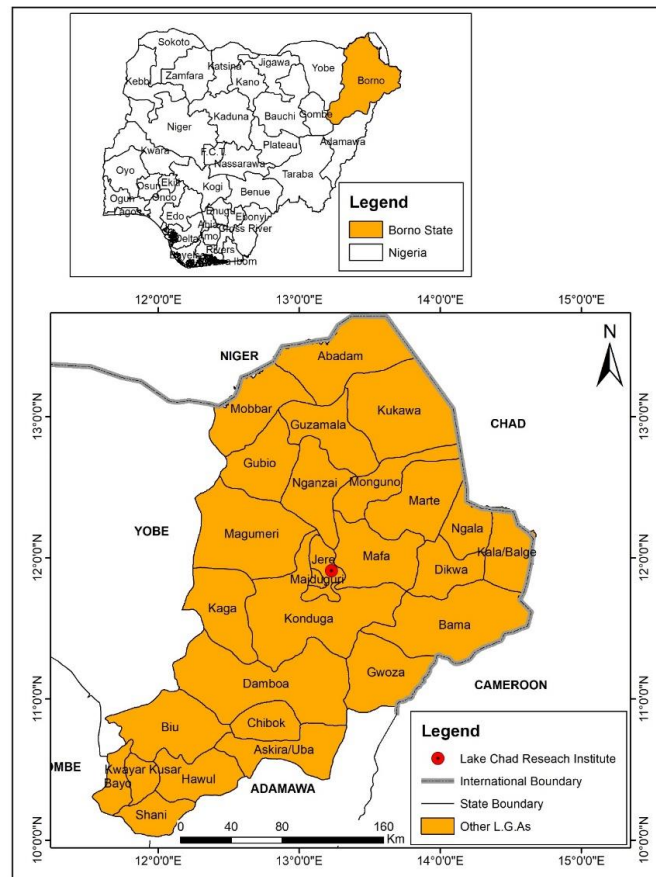 Sokoto
Katsina
Jigawa
Yobe
Borno
Zamfara
Kebbi
Kano
Gombe
Kaduna
Bauchi
Niger
Adamawa
Plateau
F.C.T.
Kwara
Nassarawa
Taraba
Oyo
Ekiti
Kogi
Osun
Benue
Ogun
Ondo
Enugu
Lagos
Edo
Ebonyi
Abia
Cross River
Imo
Delta
Rivers
Legend
Borno State
Nigeria
12°0'0"E 13°0'0"E 14°0'0"E 15°0'0"E
N
NIGER
Abadam
Mobbar
Kukawa
CHAD
Guzamala
13°0'0"N 13°0'0"N
Gubio
Nganzai
Monguno
Marte
YOBE
Magumeri
Ngala
Jere
Mafa
Kala/Balge
12°0'0"N 12°0'0"N
Dikwa
Maiduguri
Kaga
Konduga
Bama
Gwoza
Damboa
CAMEROON
11°0'0"N 11°0'0"N
Biu
Chibok
Askira/Uba
OMBE
Kwayar Kusar
Bayo
Hawul
ADAMAWA
Shani
10°0'0"N 10°0'0"N
Legend
Lake Chad Reseach Institute
International Boundary
State Boundary
Other L.G.As
0 40 80 160
Km
12°0'0"E 13°0'0"E 14°0'0"E 15°0'0"E